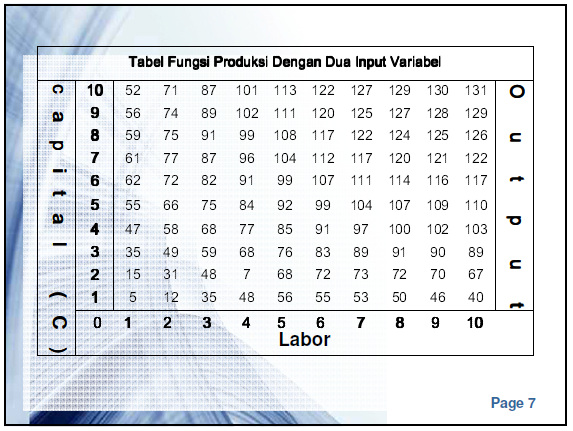 Tabel Fungsi Produksi Dengan Dua Input Variabel
10 52 71 87 101 113 122 127 129 130 131
9 56 74 89 102 111 120 125 127 128 129
8 59 75 91 99 108 117 122 124 125 126
7 61 77 87 96 104 112 117 120 121 122
6 62 72 82 91 99 107 111 114 116 117
5 55 66 75 84 92 99 104 107 109 110
4 47 58 68 77 85 91 97 100 102 103
3 35 49 59 68 76 83 89 91 90 89
2 15 31 48 7 68 72 73 72 70 67
1 5 12 35 48 56 55 53 50 46 40
0 1 2 3 4 5 6 7 8 9 10
Labor
capital (C)
Output
Page 7